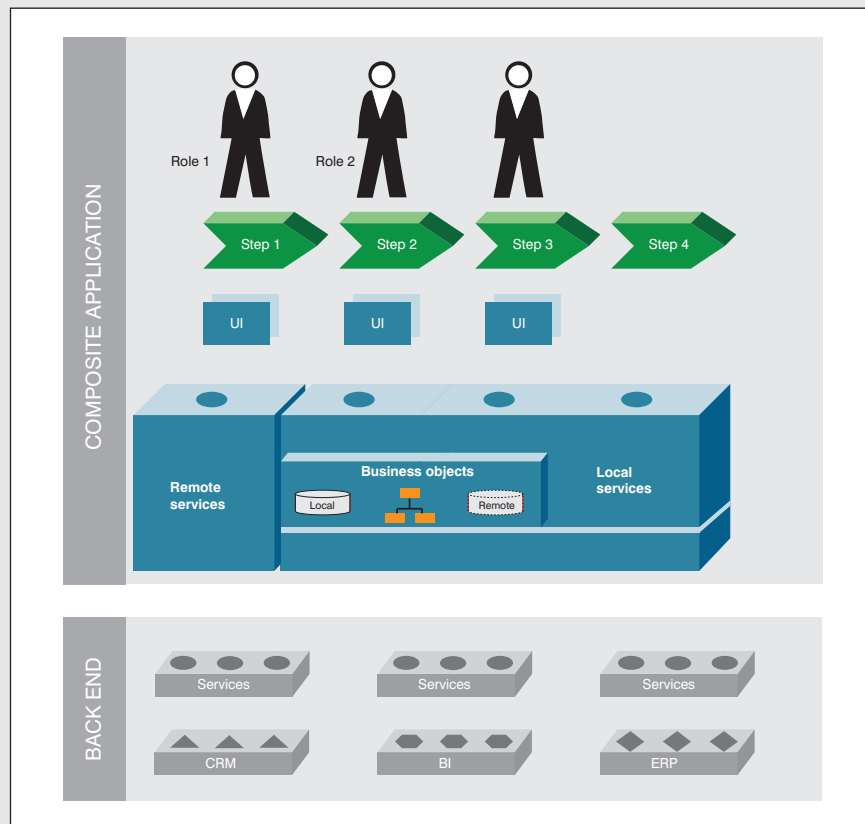 COMPOSITE APPLICATION
Role 1
Role 2
Step 1
Step 2
Step 3
Step 4
UI
UI
UI
Remote
services
Business objects
Local
Remote
Local
services
BACK END
Services
Services
Services
CRM
BI
ERP